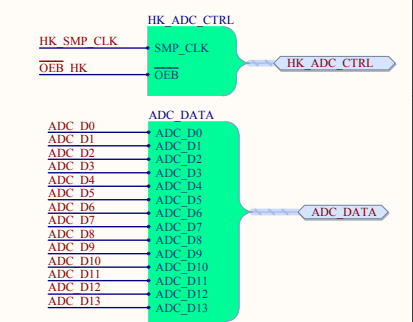 HK_ADC_CTRL
HK_SMP_CLK SMP_CLK
HK_ADC_CTRL
OEB_HK OEB
ADC_DATA
ADC_D0 ADC_D0
ADC_D1 ADC_D1
ADC_D2 ADC_D2
ADC_D3 ADC_D3
ADC_D4 ADC_D4
ADC_D5 ADC_D5
ADC_D6 ADC_D6
ADC_DATA
ADC_D7 ADC_D7
ADC_D8 ADC_D8
ADC_D9 ADC_D9
ADC_D10 ADC_D10
ADC_D11 ADC_D11
ADC_D12 ADC_D12
ADC_D13 ADC_D13